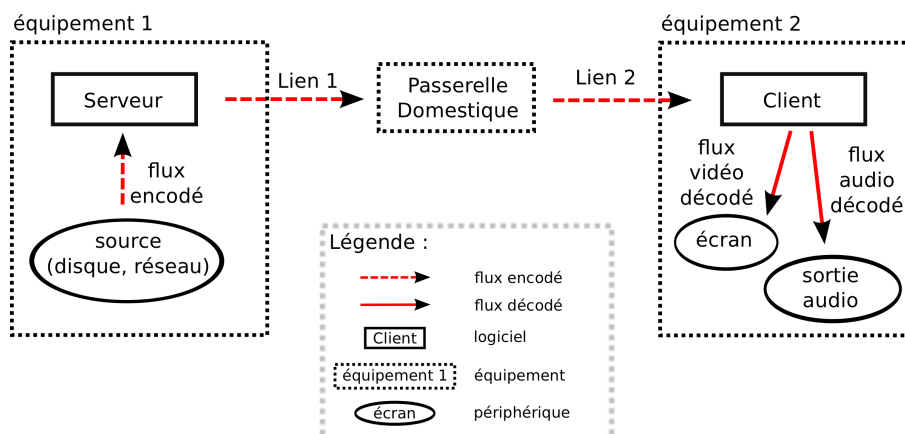 équipement 1
Serveur
flux
encodé
source
(disque, réseau)
Lien 1
Passerelle
Domestique
Lien 2
équipement 2
Client
flux
vidéo
décodé
flux
audio
décodé
écran
sortie
audio
Légende :
flux encodé
flux décodé
Client
logiciel
équipement 1
équipement
écran
périphérique